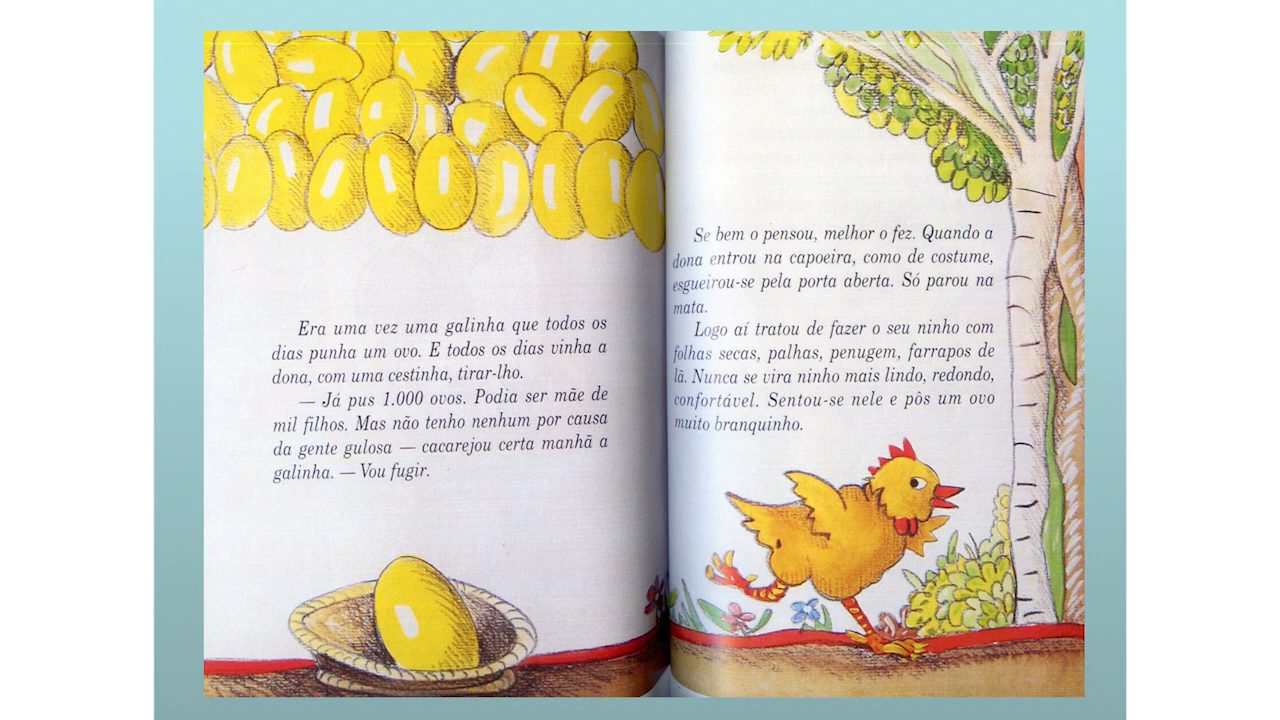 Era uma vez uma galinha que todos os
dias punha um ovo. E todos os dias vinha a
dona, com uma cestinha, tirar-lho.
— Já pus 1.000 ovos. Podia ser mãe de
mil filhos. Mas não tenho nenhum por causa
da gente gulosa — cacarejou certa manhã a
galinha. — Vou fugir.
Se bem o pensou, melhor o fez. Quando a
dona entrou na capoeira, como de costume,
esgueirou-se pela porta aberta. Só parou na
mata.
Logo aí tratou de fazer o seu ninho com
folhas secas, palhas, penugem, farrapos de
lã. Nunca se vira ninho mais lindo, redondo,
confortável. Sentou-se nele e pôs um ovo
muito branquinho.